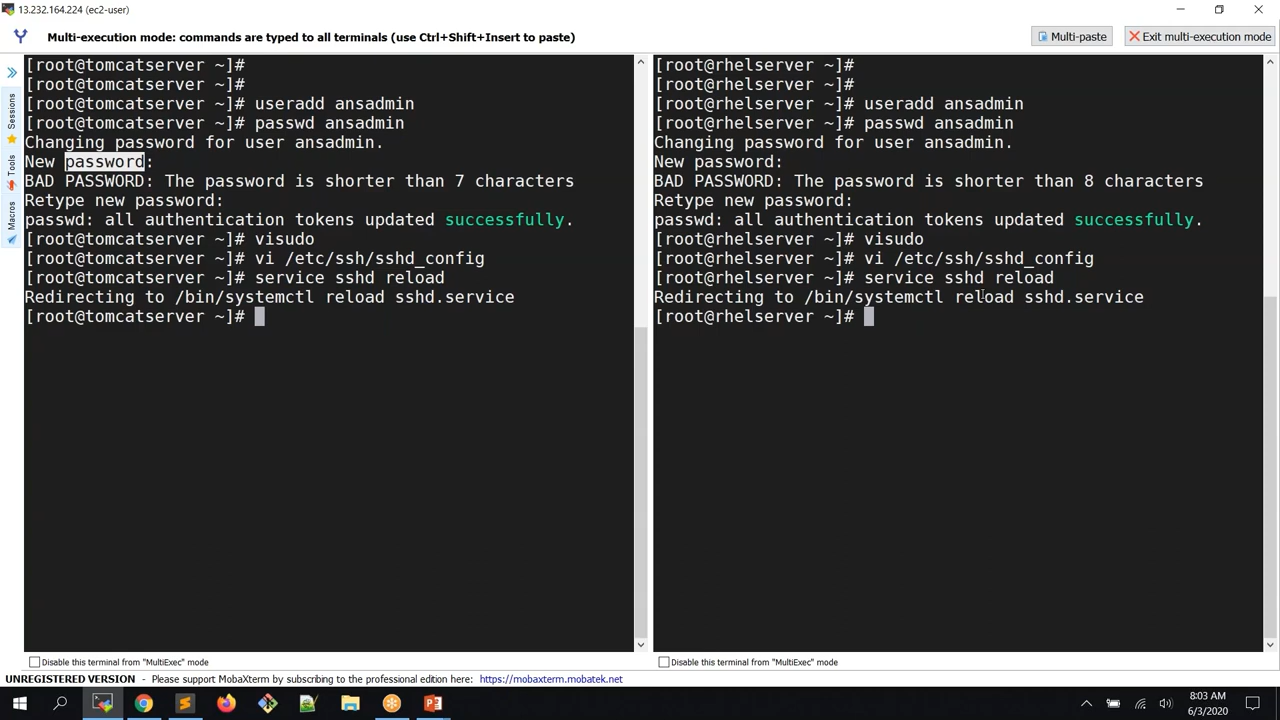 13.232.164.224 (ec2-user)
Multi-execution mode: commands are typed to all terminals (use Ctrl+Shift+Insert to paste)
Multi-paste
Exit multi-execution mode
Sessions
Tools
Macros
[root@tomcatserver ~]#
[root@tomcatserver ~]#
[root@tomcatserver ~]# useradd ansadmin
[root@tomcatserver ~]# passwd ansadmin
Changing password for user ansadmin.
New password:
BAD PASSWORD: The password is shorter than 7 characters
Retype new password:
passwd: all authentication tokens updated successfully.
[root@tomcatserver ~]# visudo
[root@tomcatserver ~]# vi /etc/ssh/sshd_config
[root@tomcatserver ~]# service sshd reload
Redirecting to /bin/systemctl reload sshd.service
[root@tomcatserver ~]#
Disable this terminal from "MultiExec" mode
[root@rhelserver ~]#
[root@rhelserver ~]#
[root@rhelserver ~]# useradd ansadmin
[root@rhelserver ~]# passwd ansadmin
Changing password for user ansadmin.
New password:
BAD PASSWORD: The password is shorter than 8 characters
Retype new password:
passwd: all authentication tokens updated successfully.
[root@rhelserver ~]# visudo
[root@rhelserver ~]# vi /etc/ssh/sshd_config
[root@rhelserver ~]# service sshd reload
Redirecting to /bin/systemctl reload sshd.service
[root@rhelserver ~]#
Disable this terminal from "MultiExec" mode
UNREGISTERED VERSION - Please support MobaXterm by subscribing to the professional edition here: https://mobaxterm.mobatek.net
8:03 AM
6/3/2020